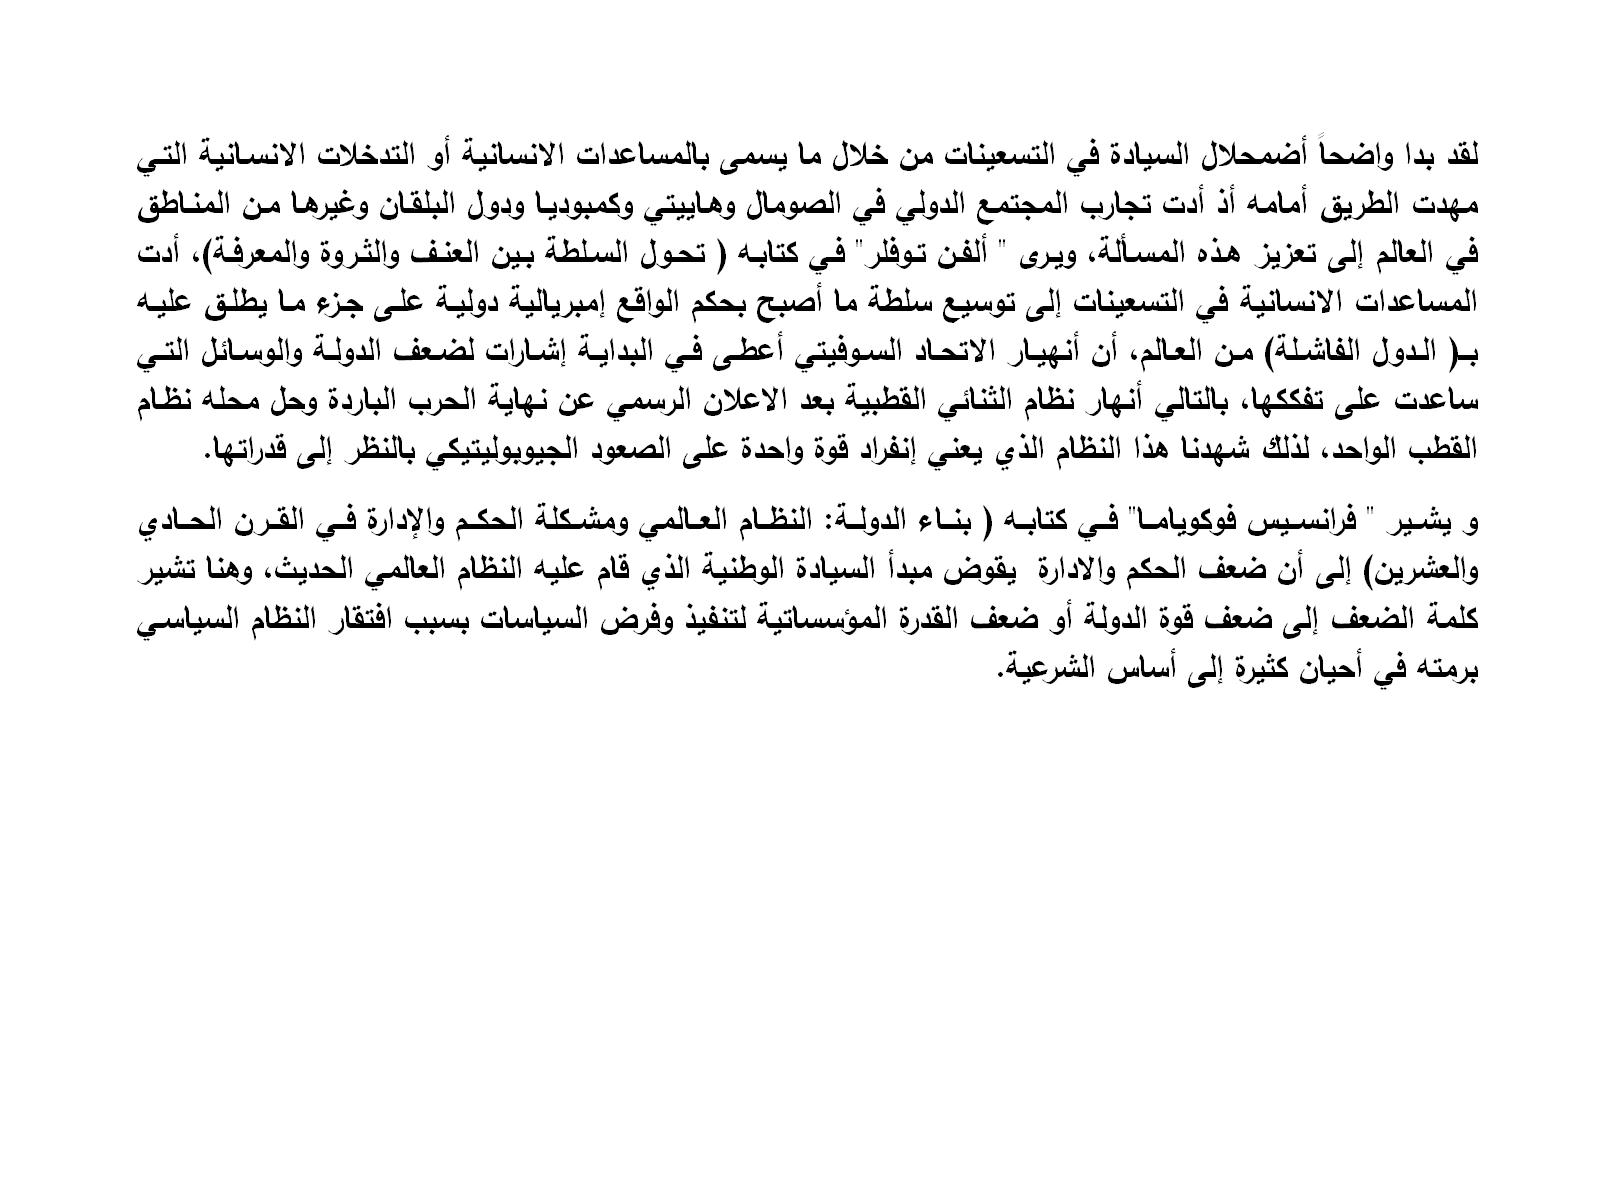 لقد بدا واضحاً أضمحلال السيادة في التسعينات من خلال ما يسمى بالمساعدات الانسانية أو التدخلات الانسانية التي
مهدت الطريق أمامه أذ أدت تجارب المجتمع الدولي في الصومال وهاييتي وكمبوديا ودول البلقان وغيرها من المناطق
في العالم إلى تعزيز هذه المسألة، ويرى " ألفن توفلر" في كتابه ( تحول السلطة بين العنف والثروة والمعرفة)، أدت
المساعدات الانسانية في التسعينات إلى توسيع سلطة ما أصبح بحكم الواقع إمبريالية دولية على جزء ما يطلق عليه
بـ( الدول الفاشلة) من العالم، أن أنهيار الاتحاد السوفيتي أعطى في البداية إشارات لضعف الدولة والوسائل التي
ساعدت على تفككها، بالتالي أنهار نظام الثنائي القطبية بعد الاعلان الرسمي عن نهاية الحرب الباردة وحل محله نظام
القطب الواحد، لذلك شهدنا هذا النظام الذي يعني إنفراد قوة واحدة على الصعود الجيوبوليتيكي بالنظر إلى قدراتها.
و يشير " فرانسيس فوكوياما" في كتابه ( بناء الدولة: النظام العالمي ومشكلة الحكم والإدارة في القرن الحادي
والعشرين) إلى أن ضعف الحكم والادارة يقوض مبدأ السيادة الوطنية الذي قام عليه النظام العالمي الحديث، وهنا تشير
كلمة الضعف إلى ضعف قوة الدولة أو ضعف القدرة المؤسساتية لتنفيذ وفرض السياسات بسبب افتقار النظام السياسي
برمته في أحيان كثيرة إلى أساس الشرعية.